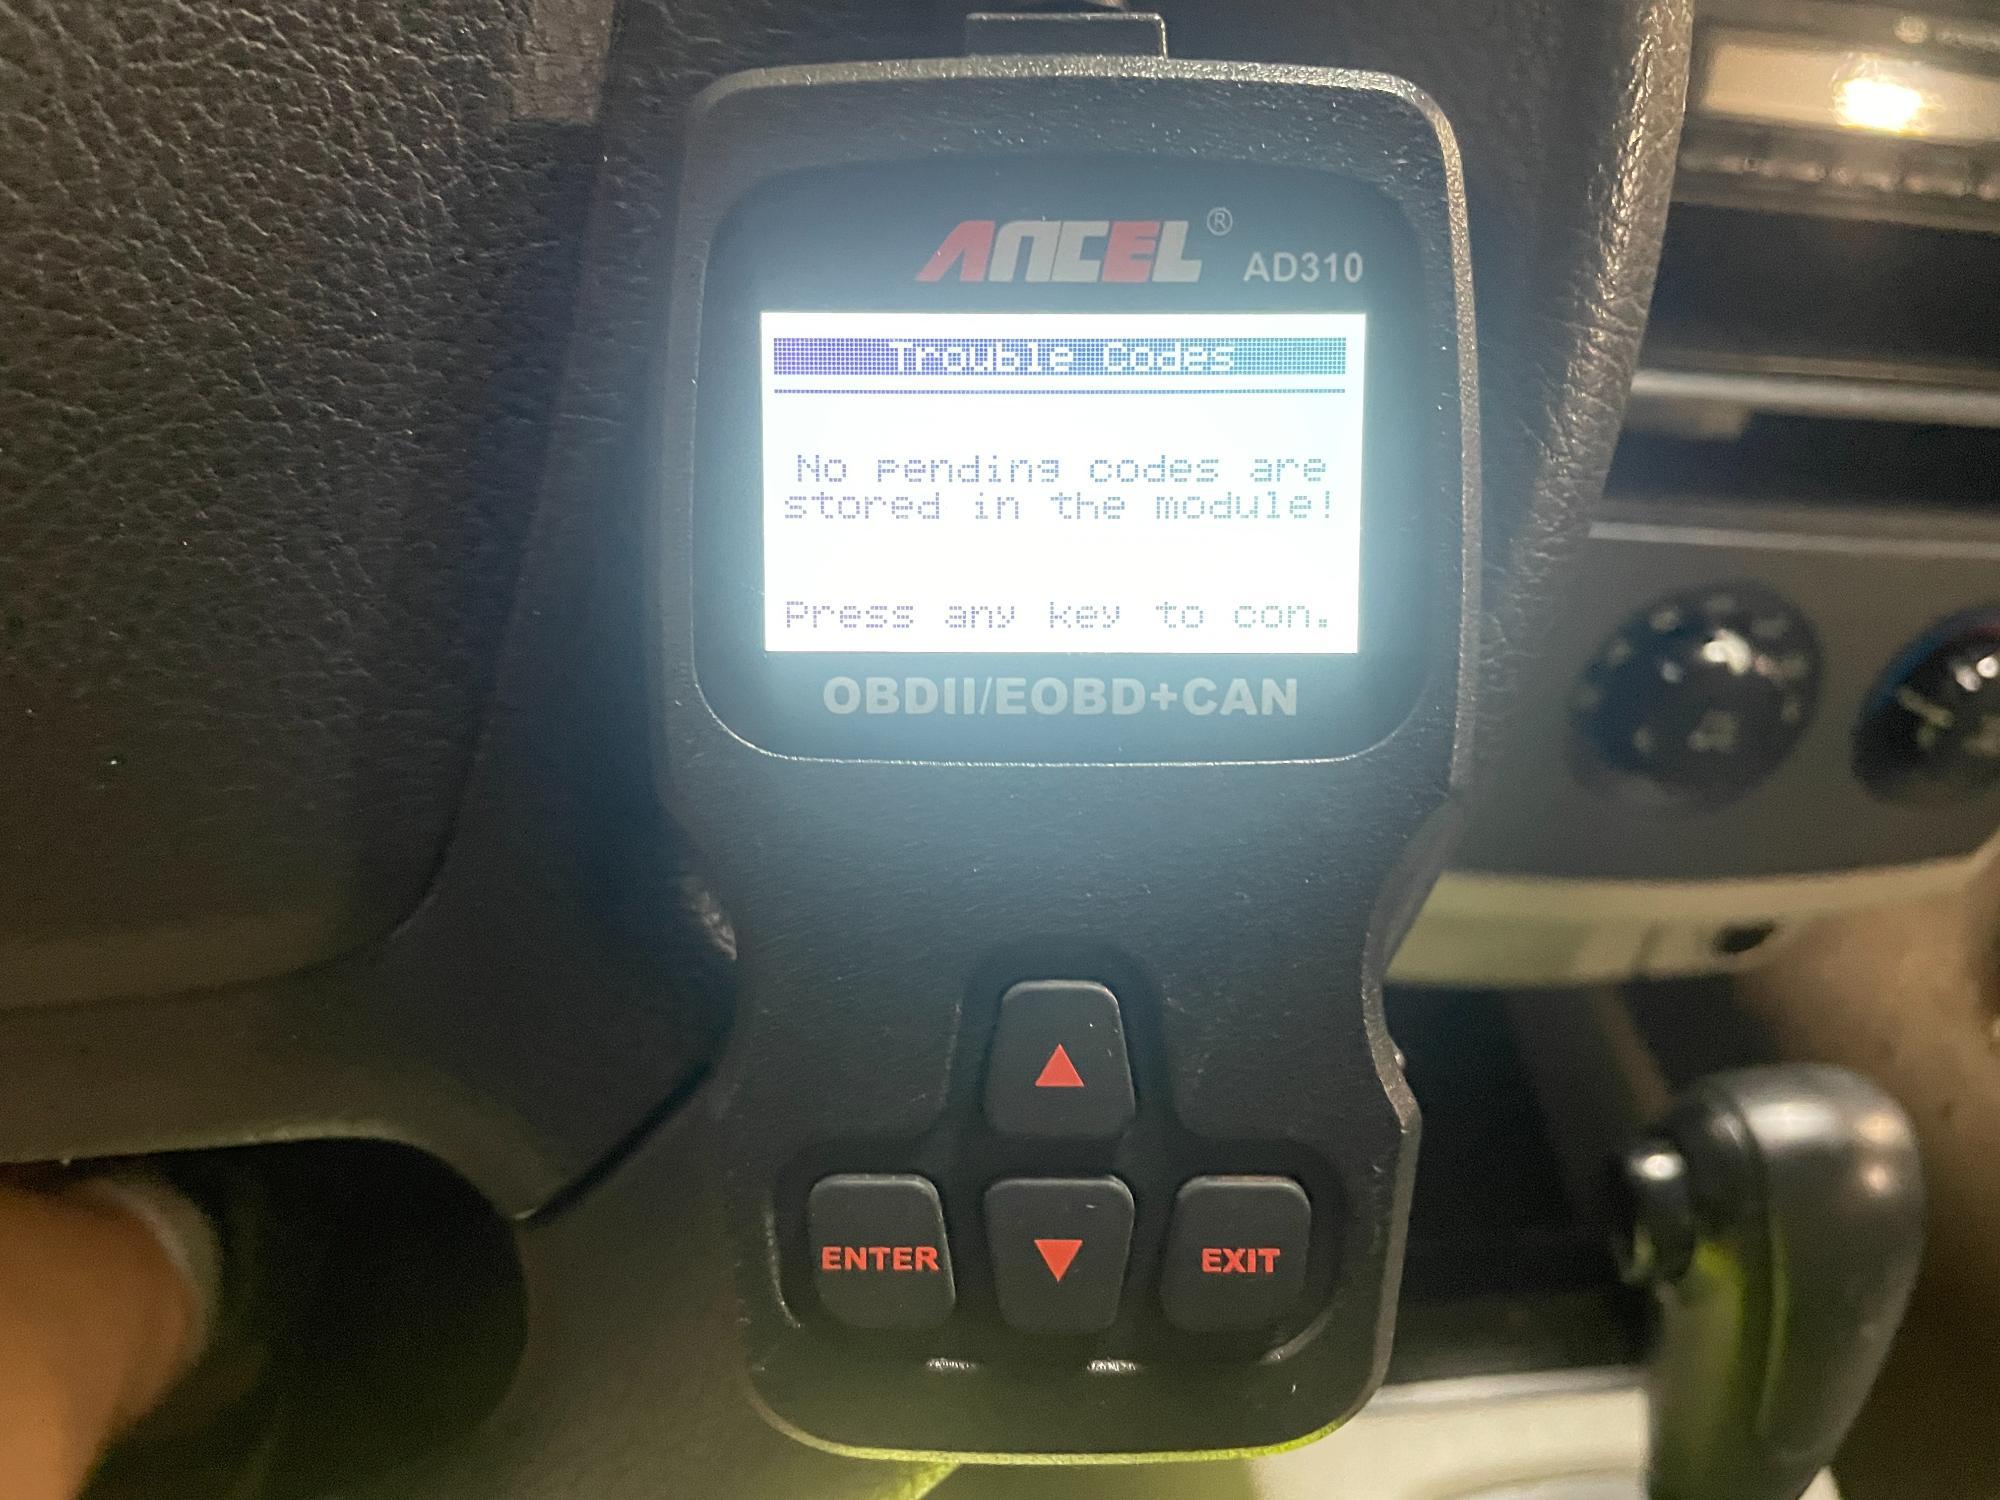 ANCEL®
AD310
Trouble Codes
No pending codes are
stored in the module!
Press any key to con.
OBDII/EOBD+CAN
ENTER
EXIT